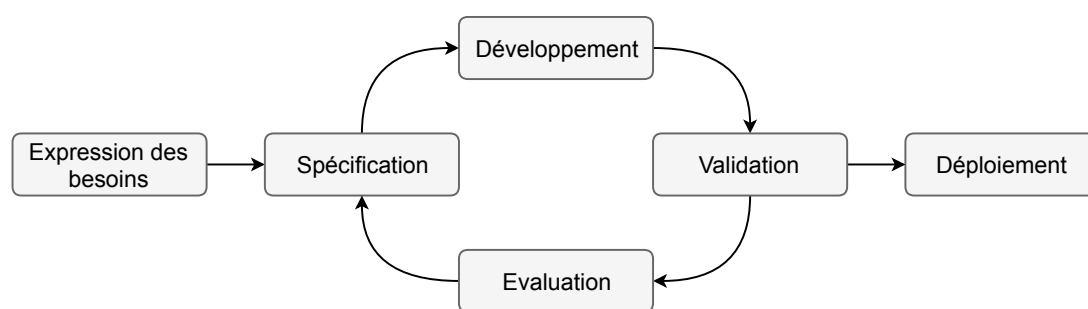 Développement
Expression des
besoins
Spécification
Validation
Déploiement
Evaluation